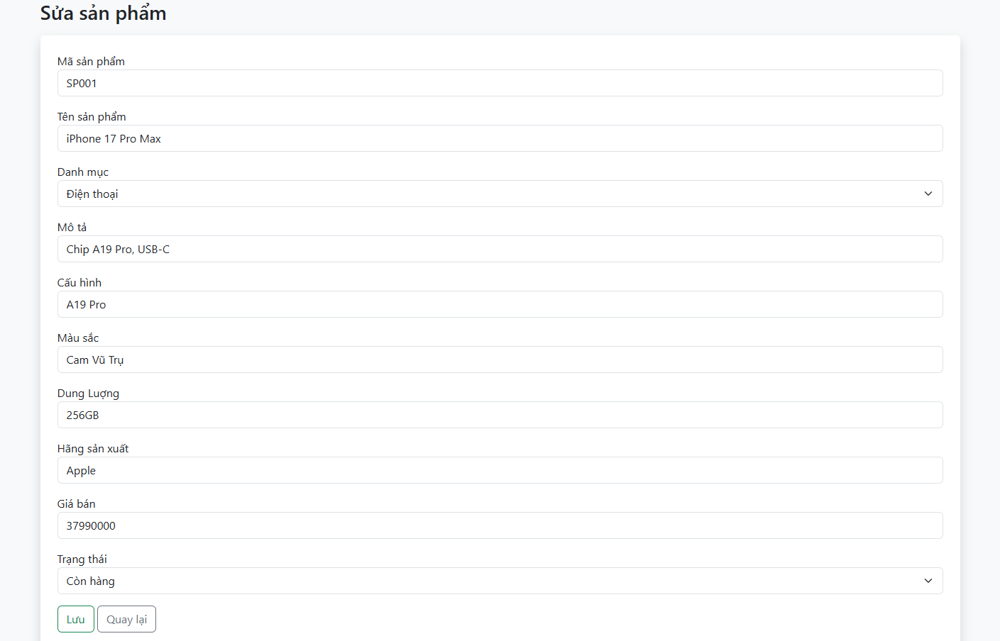 Sửa sản phẩm
Mã sản phẩm
SP001
Tên sản phẩm
iPhone 17 Pro Max
Danh mục
Điện thoại
Mô tả
Chip A19 Pro, USB-C
Cấu hình
A19 Pro
Màu sắc
Cam Vũ Trụ
Dung Luợng
256GB
Hãng sản xuất
Apple
Giá bán
37990000
Trạng thái
Còn hàng
Lưu
Quay lại